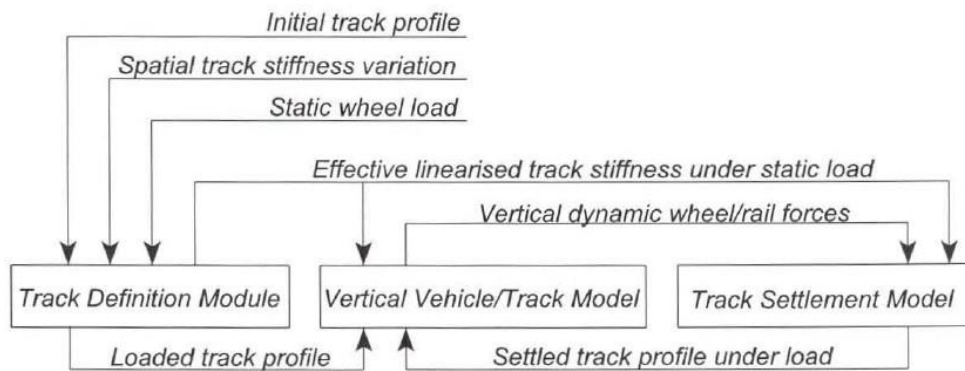 Initial track profile
Spatial track stiffness variation
Static wheel load
Effective linearised track stiffness under static load
Vertical dynamic wheel/rail forces
Track Definition Module
Vertical Vehicle/Track Model
Track Settlement Model
Loaded track profile
Settled track profile under load